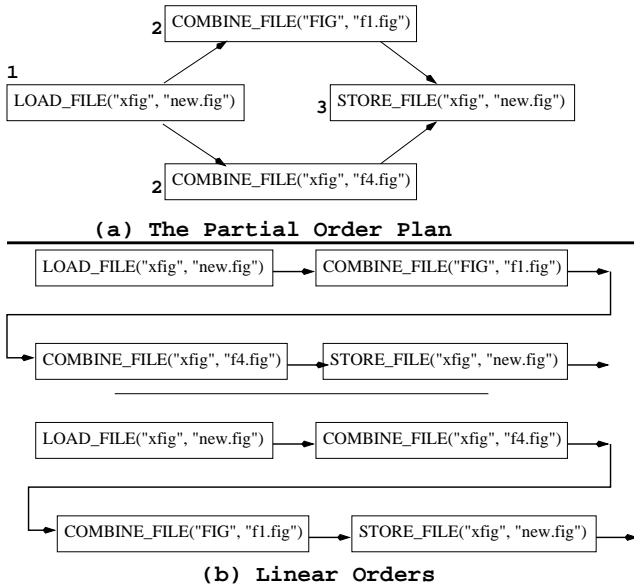 2 COMBINE_FILE("FIG", "f1.fig")
1
LOAD_FILE("xfig", "new.fig")
3 STORE_FILE("xfig", "new.fig")
2 COMBINE_FILE("xfig", "f4.fig")
(a) The Partial Order Plan
LOAD_FILE("xfig", "new.fig") COMBINE_FILE("FIG", "f1.fig")
COMBINE_FILE("xfig", "f4.fig") STORE_FILE("xfig", "new.fig")
LOAD_FILE("xfig", "new.fig") COMBINE_FILE("xfig", "f4.fig")
COMBINE_FILE("FIG", "f1.fig") STORE_FILE("xfig", "new.fig")
(b) Linear Orders